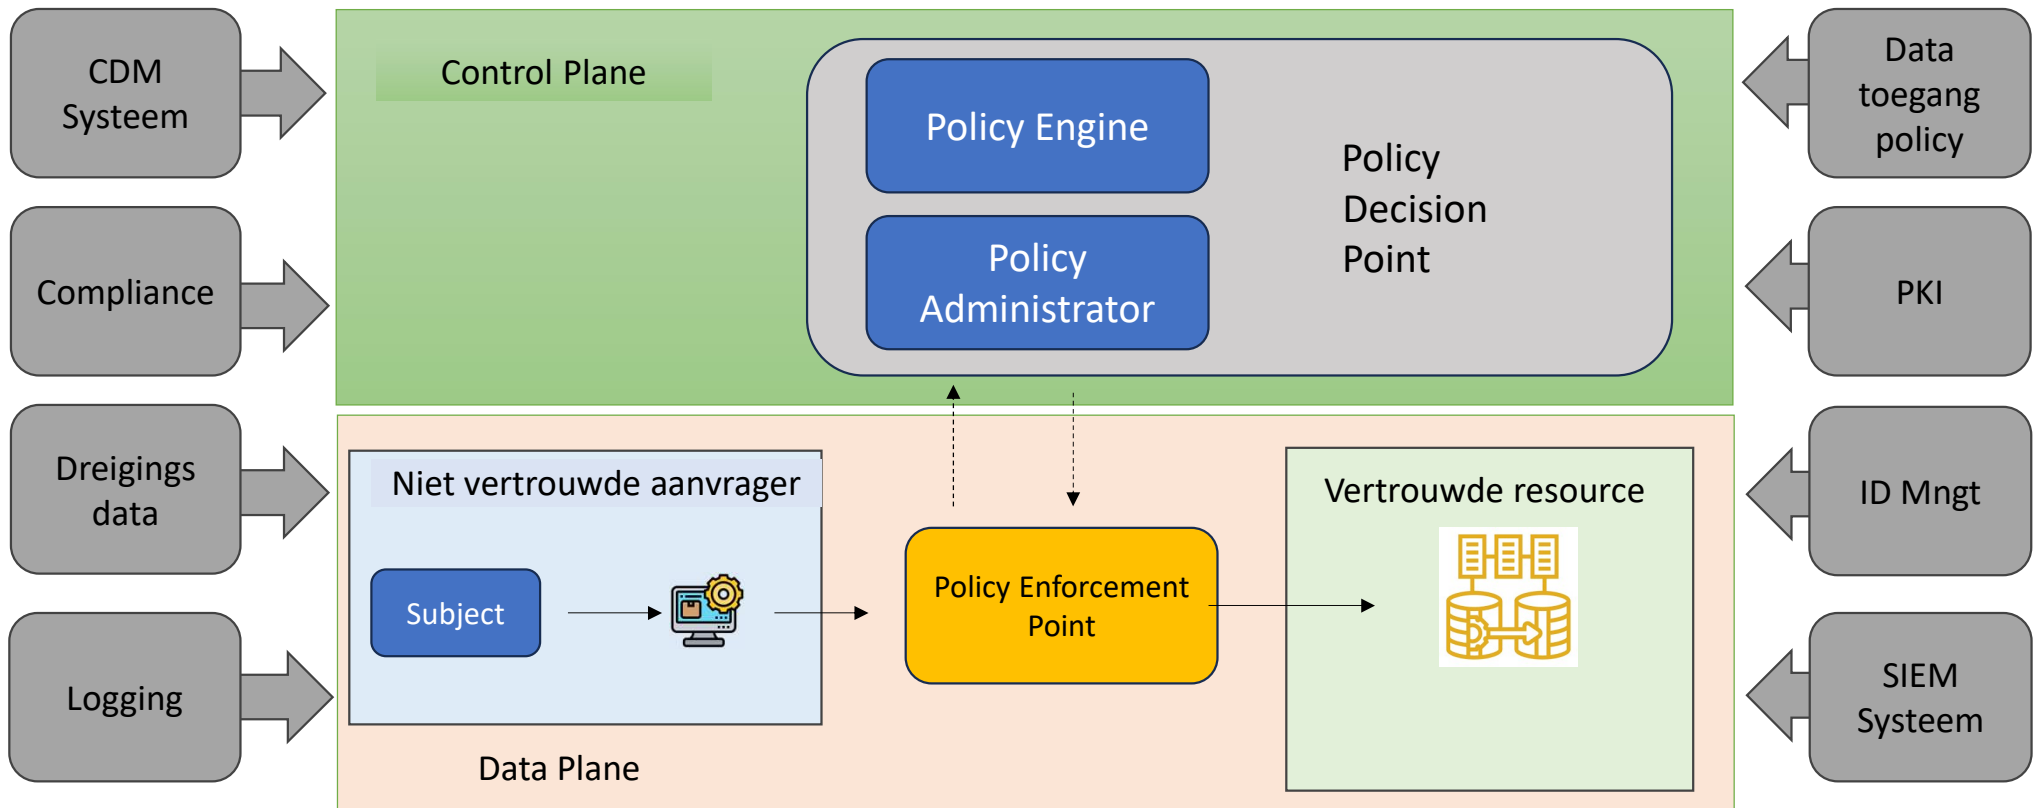 CDM
Systeem
Compliance
Dreigings
data
Logging
Control Plane
Policy Engine
Policy
Administrator
Policy
Decision
Point
Niet vertrouwde aanvrager
Subject
Policy Enforcement
Point
Vertrouwde resource
Data Plane
Data
toegang
policy
PKI
ID Mngt
SIEM
Systeem